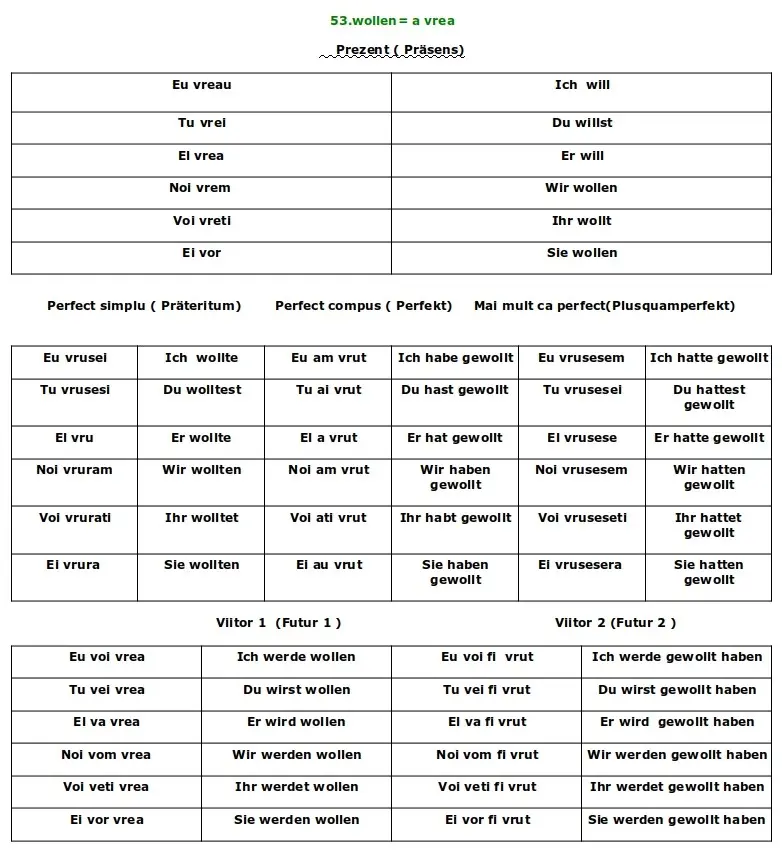 53.wollen= a vrea
Prezent ( Präsens)
Eu vreau Ich will
Tu vrei Du willst
El vrea Er will
Noi vrem Wir wollen
Voi vreti Ihr wollt
Ei vor Sie wollen
Perfect simplu ( Präteritum) Perfect compus ( Perfekt) Mai mult ca perfect(Plusquamperfekt)
Eu vrusei Ich wollte Eu am vrut Ich habe gewollt Eu vrusesem Ich hatte gewollt
Tu vrusesi Du wolltest Tu ai vrut Du hast gewollt Tu vrusesei Du hattest
gewollt
El vru Er wollte El a vrut Er hat gewollt El vrusese Er hatte gewollt
Noi vruram Wir wollten Noi am vrut Wir haben Noi vrusesem Wir hatten
gewollt gewollt
Voi vrurati Ihr wolltet Voi ati vrut Ihr habt gewollt Voi vruseseti Ihr hattet
gewollt
Ei vrura Sie wollten Ei au vrut Sie haben Ei vrusesera Sie hatten
gewollt gewollt
Viitor 1 (Futur 1 ) Viitor 2 (Futur 2 )
Eu voi vrea Ich werde wollen Eu voi fi vrut Ich werde gewollt haben
Tu vei vrea Du wirst wollen Tu vei fi vrut Du wirst gewollt haben
El va vrea Er wird wollen El va fi vrut Er wird gewollt haben
Noi vom vrea Wir werden wollen Noi vom fi vrut Wir werden gewollt haben
Voi veti vrea Ihr werdet wollen Voi veti fi vrut Ihr werdet gewollt haben
Ei vor vrea Sie werden wollen Ei vor fi vrut Sie werden gewollt haben